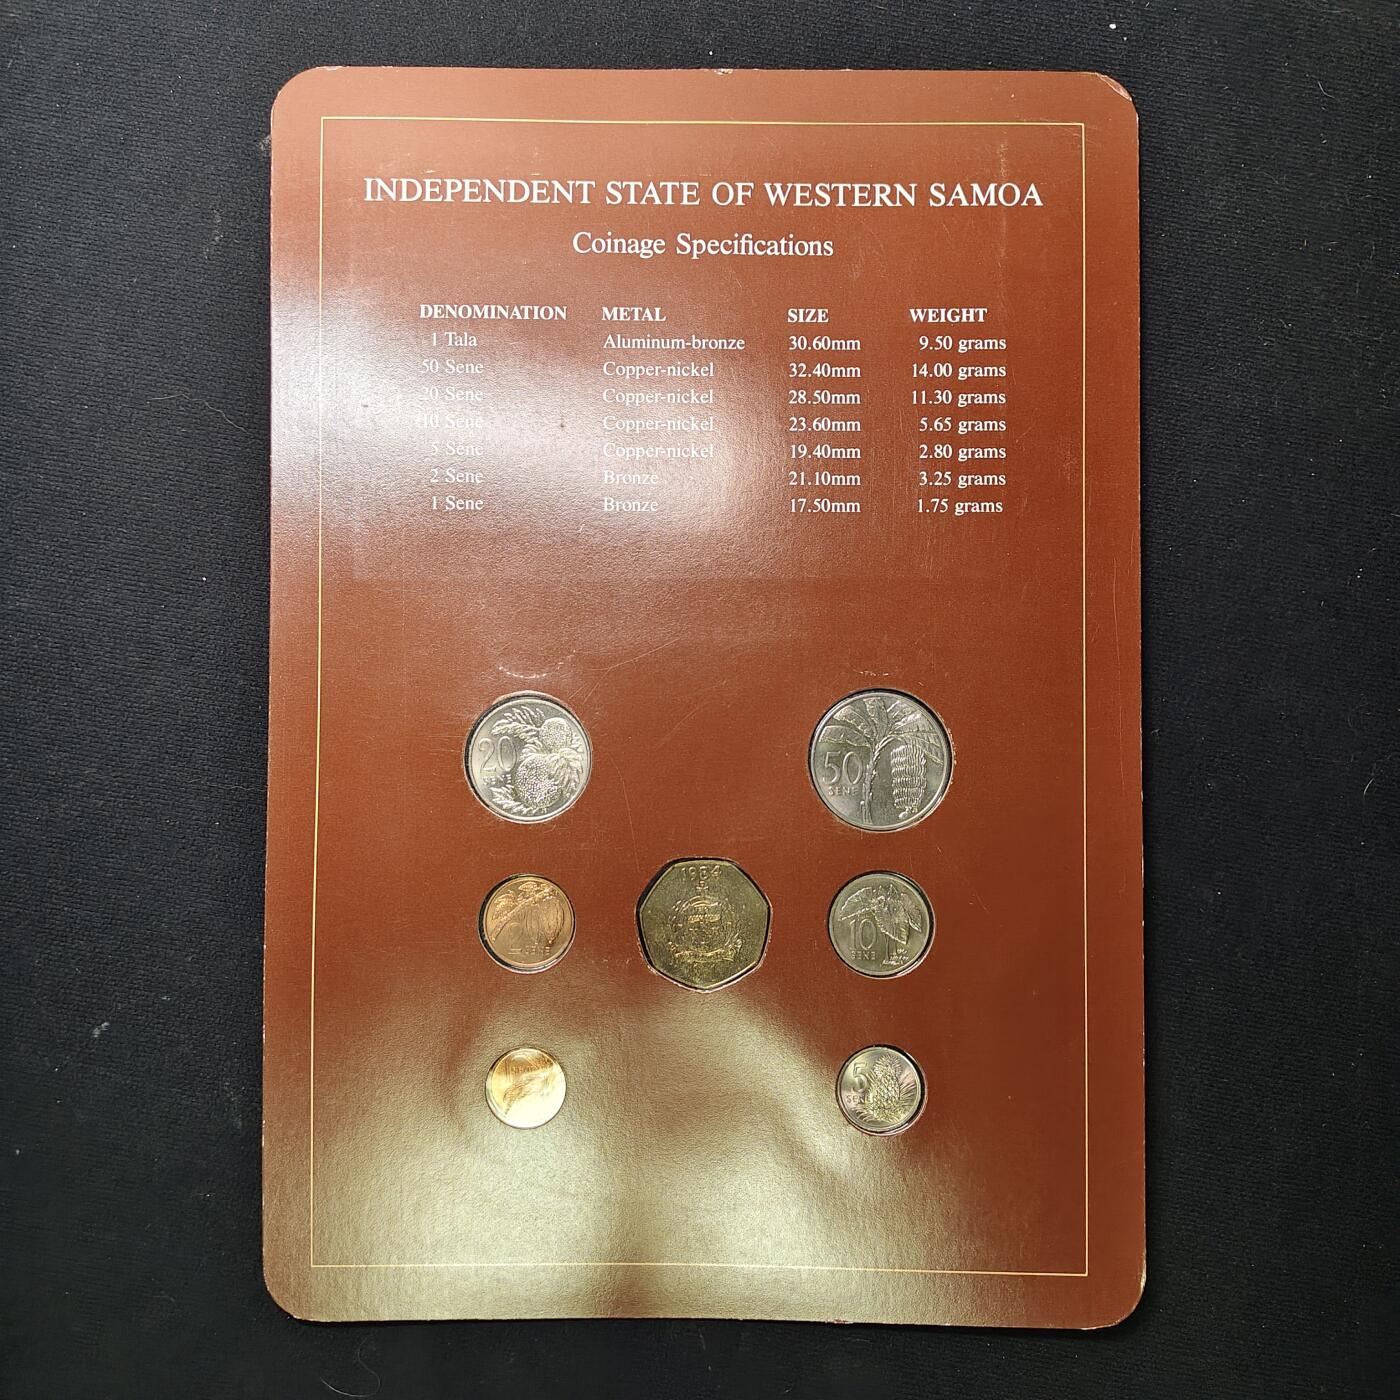 INDEPENDENT STATE OF WESTERN SAMOA
Coinage Specifications
DENOMINATION METAL SIZE WEIGHT
1 Tala Aluminum-bronze 30.60mm 9.50 grams
50 Sene Copper-nickel 32.40mm 14.00 grams
20 Sene Copper-nickel 28.50mm 11.30 grams
10 Sene Copper-nickel 23.60mm 5.65 grams
5 Sene Copper-nickel 19.40mm 2.80 grams
2 Sene Bronze 21.10mm 3.25 grams
1 Sene Bronze 17.50mm 1.75 grams
20
SENE
50
SENE
SENE
1984
10
SENE
5
SENE